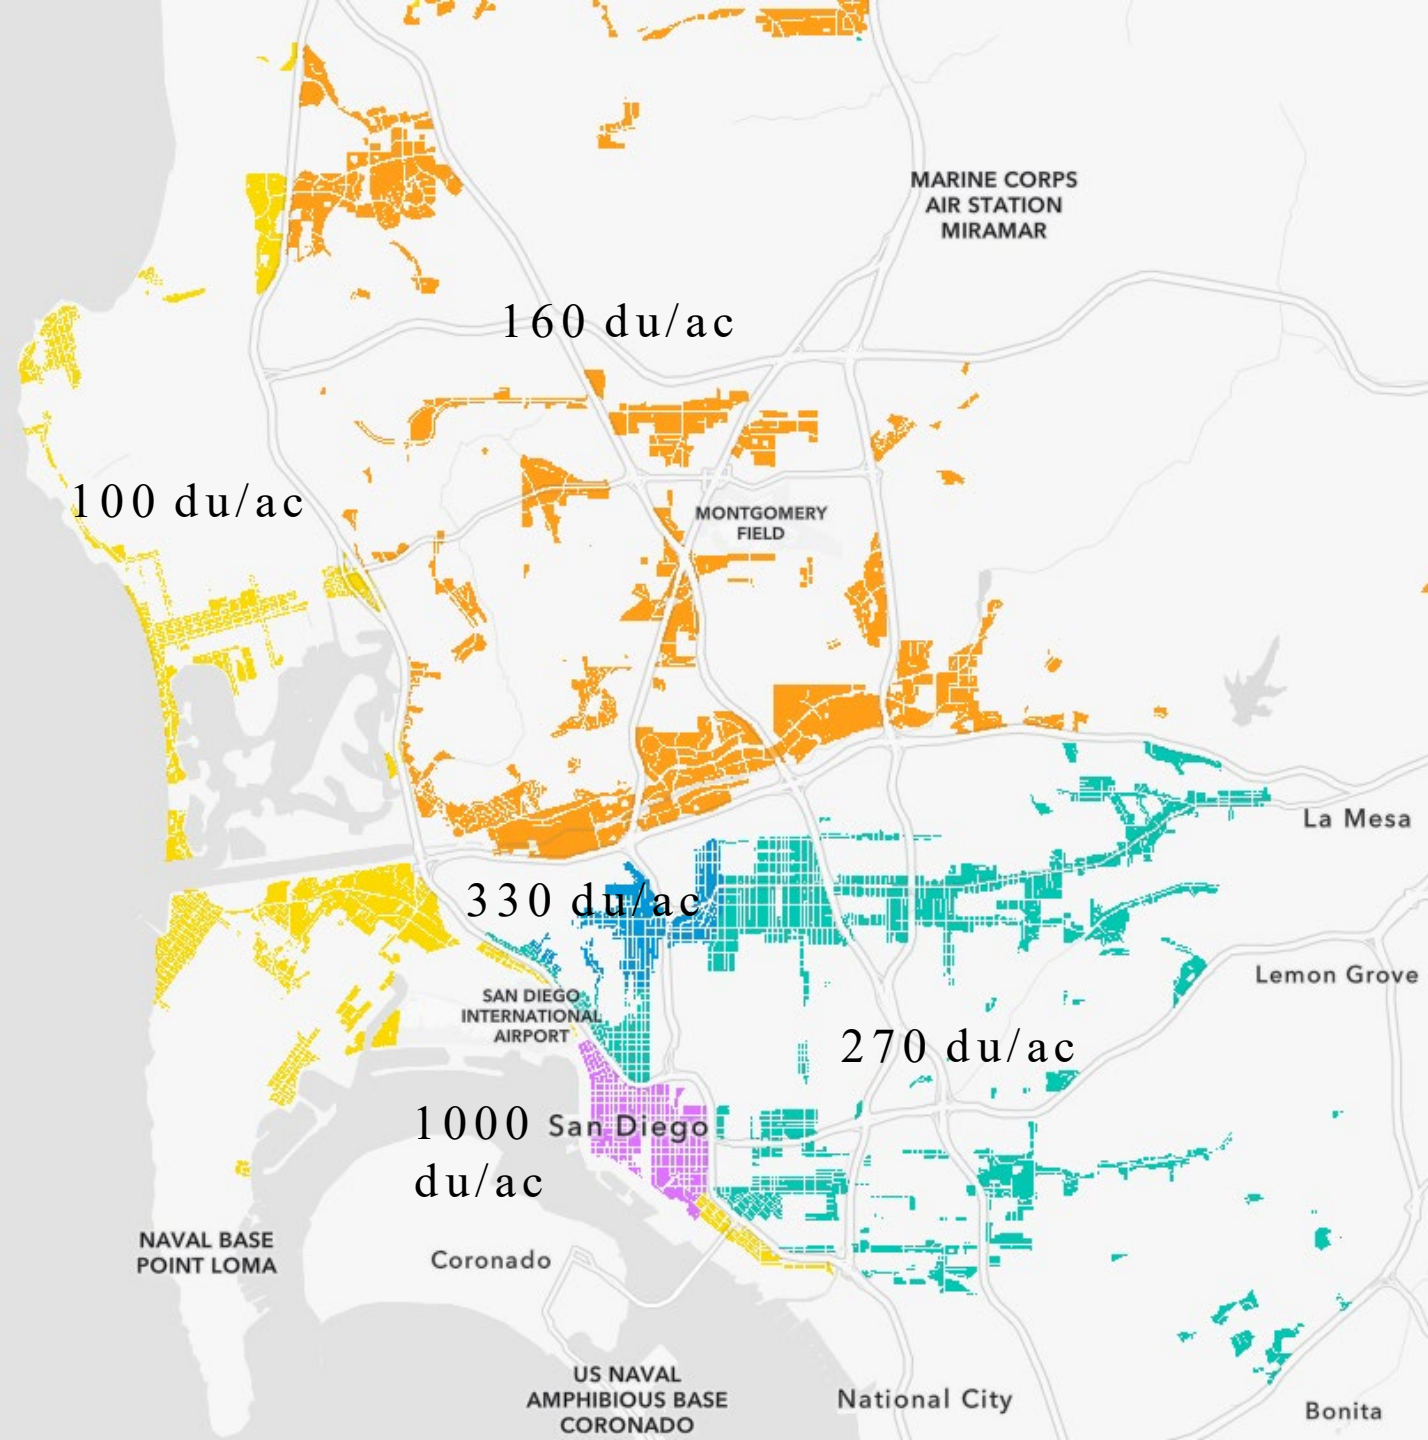 MARINE CORPS
AIR STATION
MIRAMAR
160 du/ac
100 du/ac
MONTGOMERY
FIELD
La Mesa
330 du/ac
Lemon Grove
SAN DIEGO
INTERNATIONAL
AIRPORT
270 du/ac
1000
du/ac
San Diego
NAVAL BASE
POINT LOMA
Coronado
US NAVAL
AMPHIBIOUS BASE
CORONADO
National City
Bonita